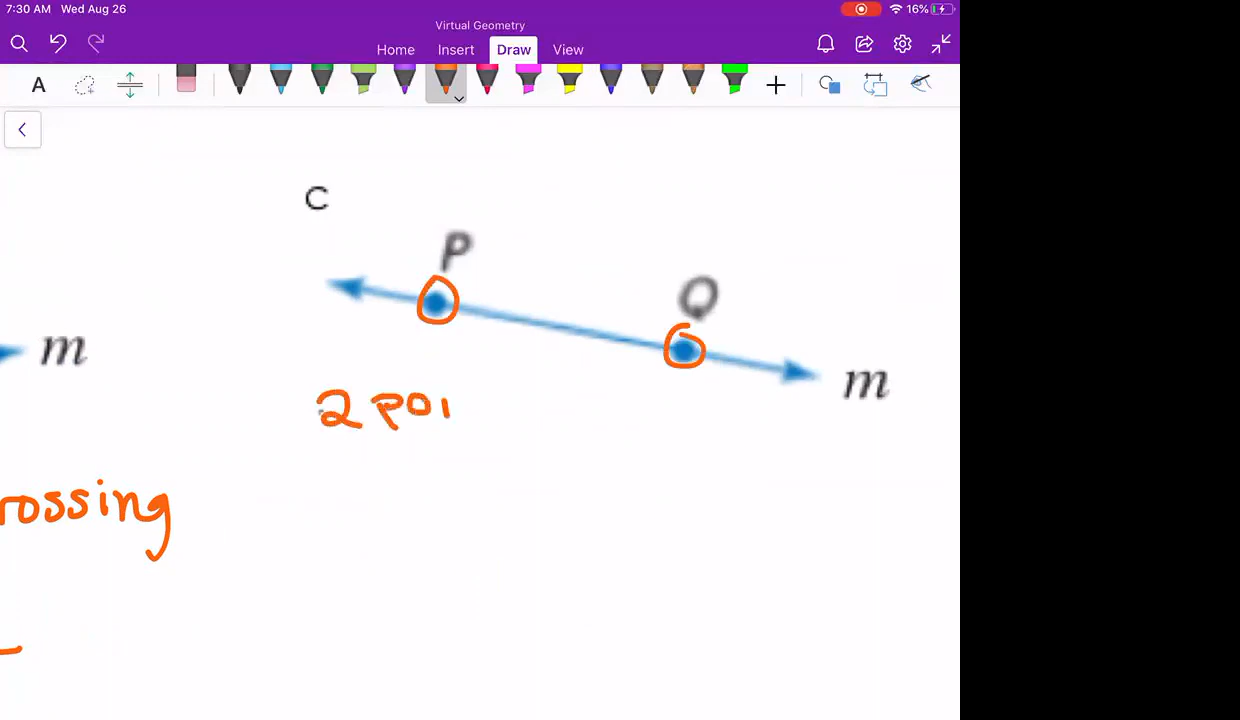 7:30 AM Wed Aug 26
16%
Virtual Geometry
Home Insert Draw View
A
C
P
Q
m
m
2 poi
rossing